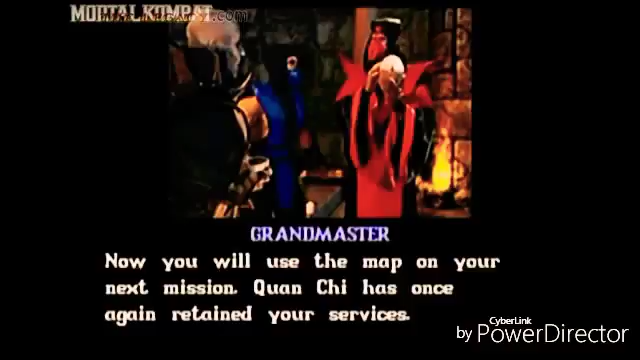 MORTAL KOMBAT
.com
GRANDMASTER
Now you will use the map on your
next mission. Quan Chi has once
again retained your services.
CyberLink
by PowerDirector